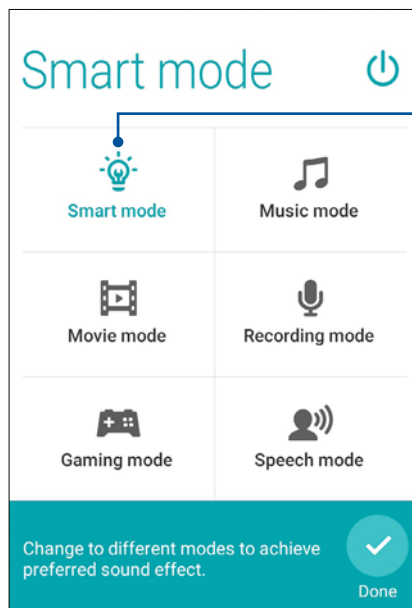 Smart mode
Smart mode
Music mode
Movie mode
Recording mode
Gaming mode
Speech mode
Change to different modes to achieve
preferred sound effect.
Done